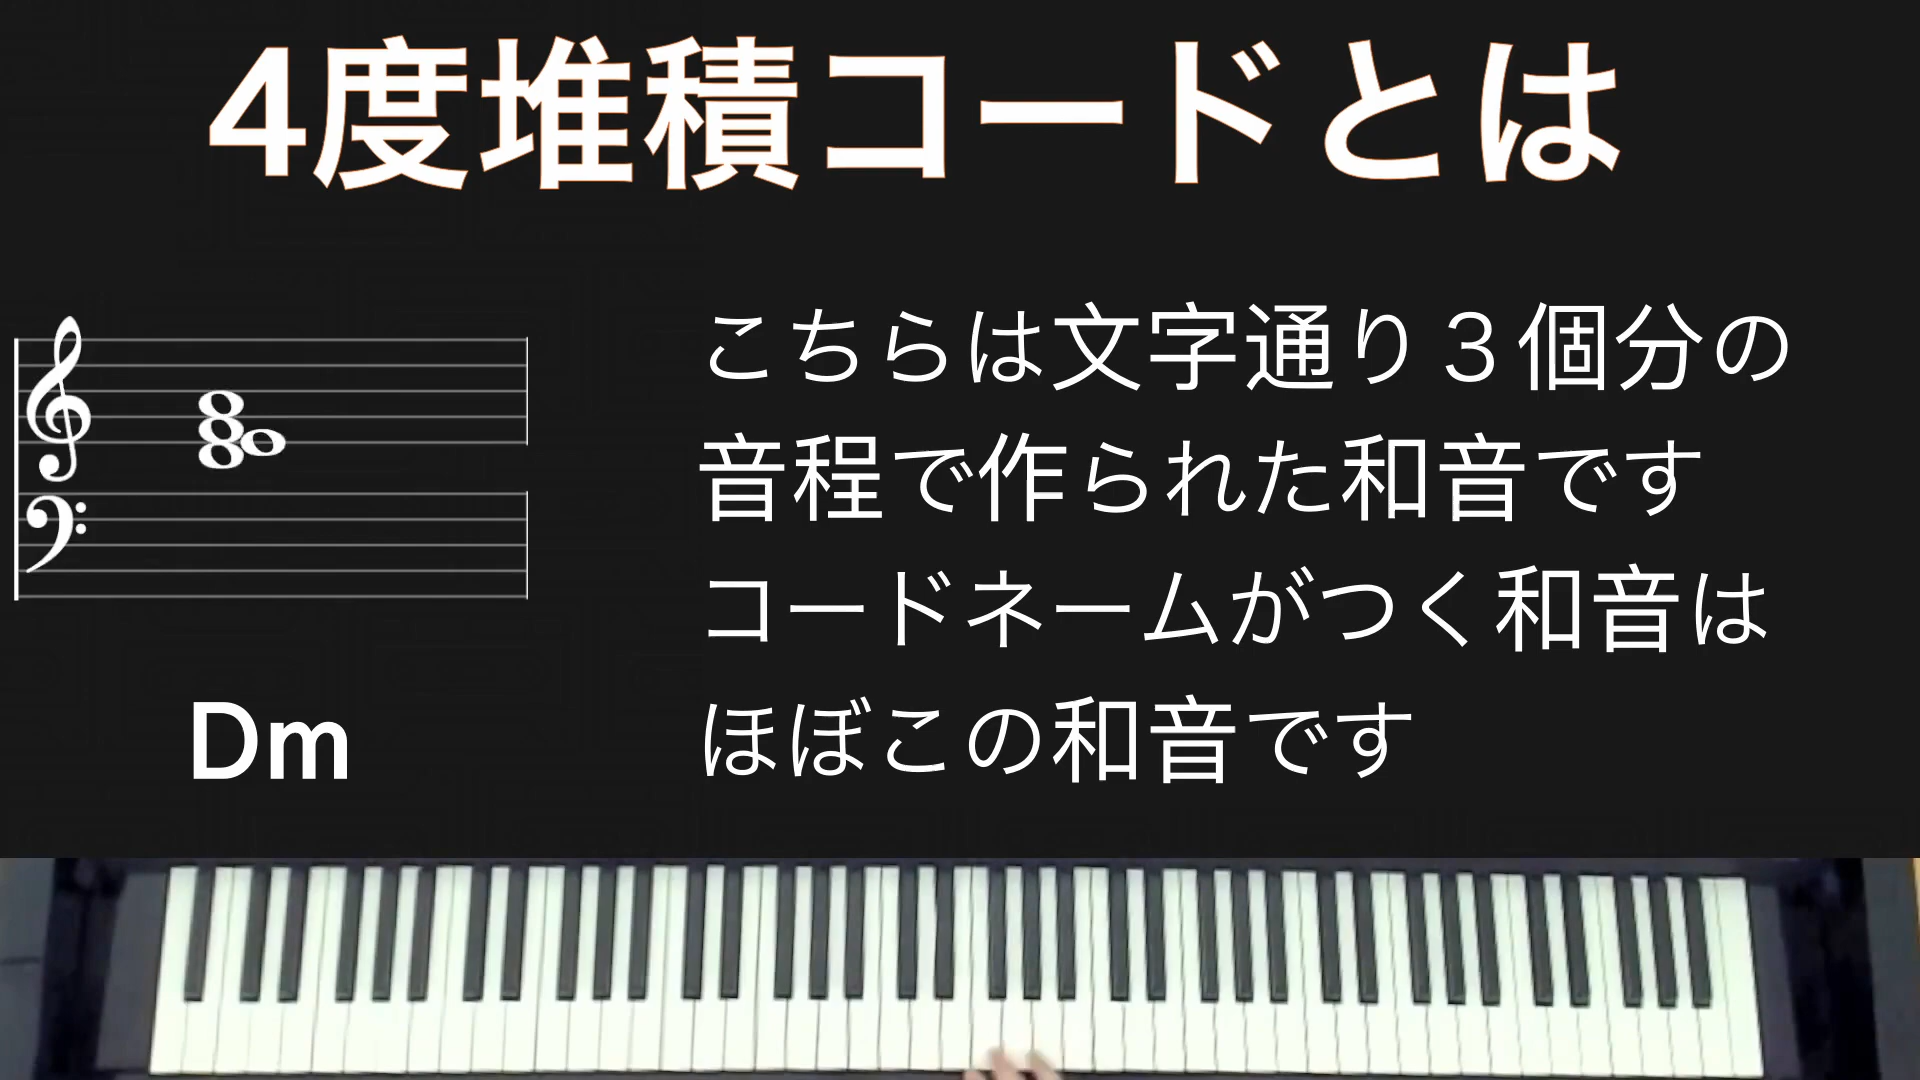 4度堆積コードとは
こちらは文字通り３個分の
音程で作られた和音です
コードネームがつく和音は
ほぼこの和音です
Dm